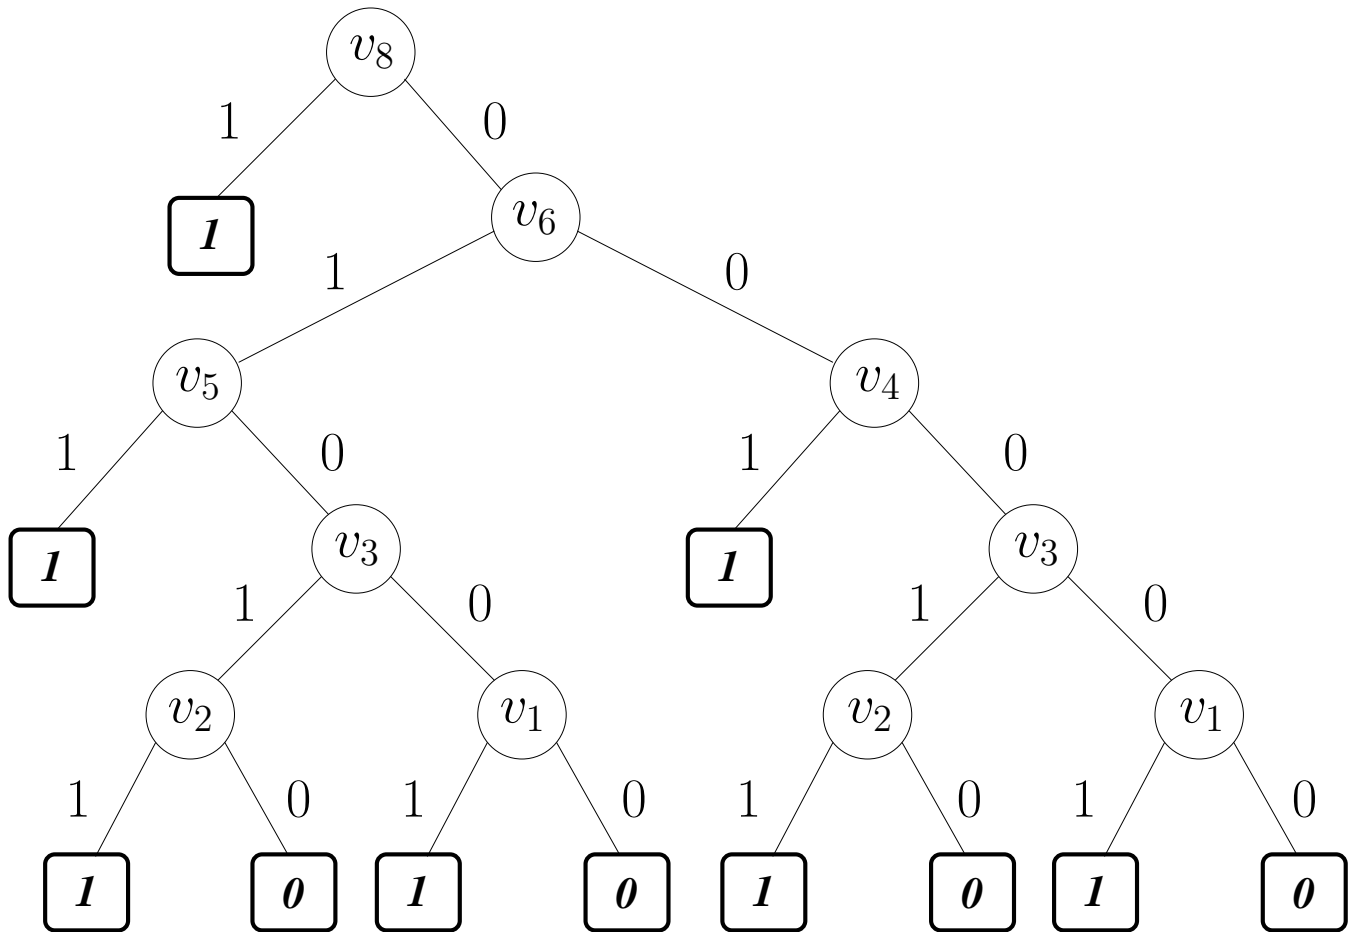 v₈
1 0
1
v₆
1 0
v₅ v₄
1 0 1 0
1 v₃ 1 v₃
1 0 1 0
v₂ v₁ v₂ v₁
1 0 1 0 1 0 1 0
1 0 1 0 1 0 1 0